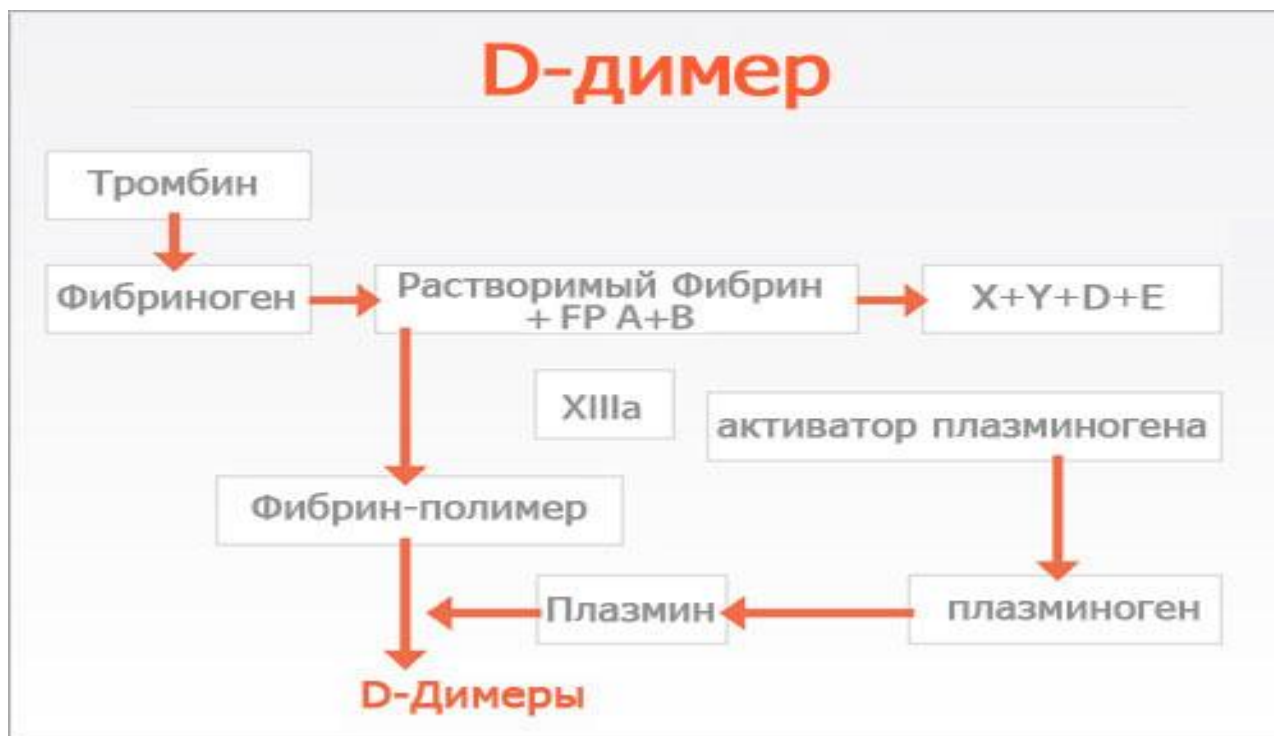 D-димер
Тромбин
Фибриноген
Растворимый Фибрин
+ FP A+B
X+Y+D+E
XIIIa
активатор плазминогена
Фибрин-полимер
Плазмин
плазминоген
D-Димеры